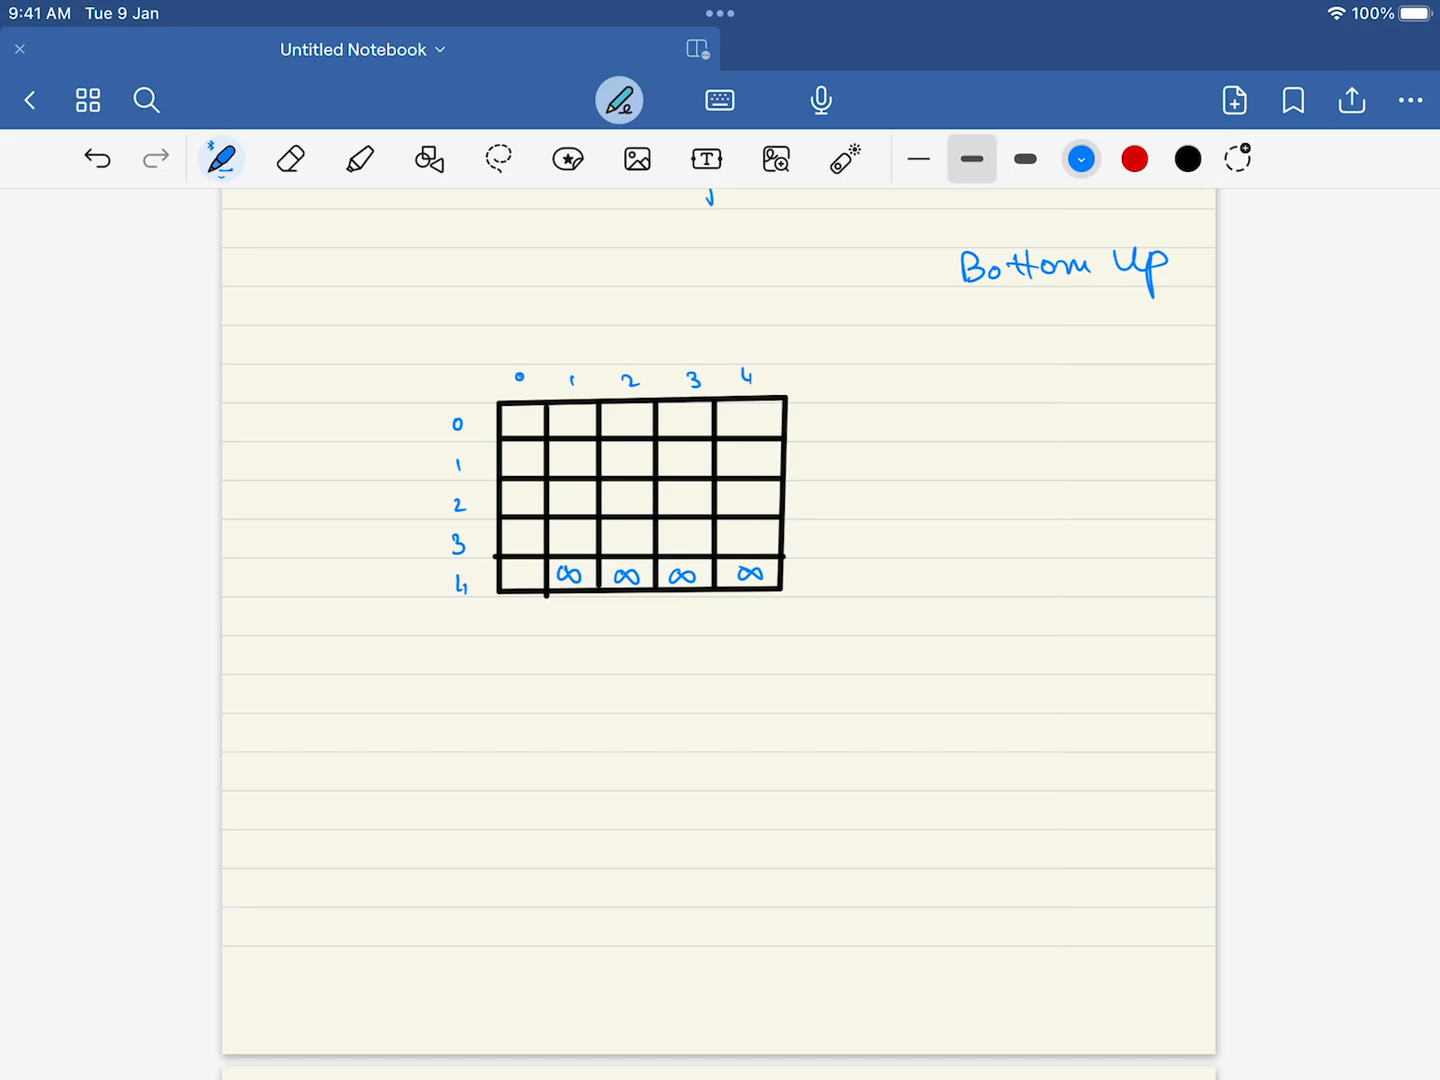 9:41 AM Tue 9 Jan 100%
Untitled Notebook
Bottom Up
0 1 2 3 4
0
1
2
3
4 ∞ ∞ ∞ ∞